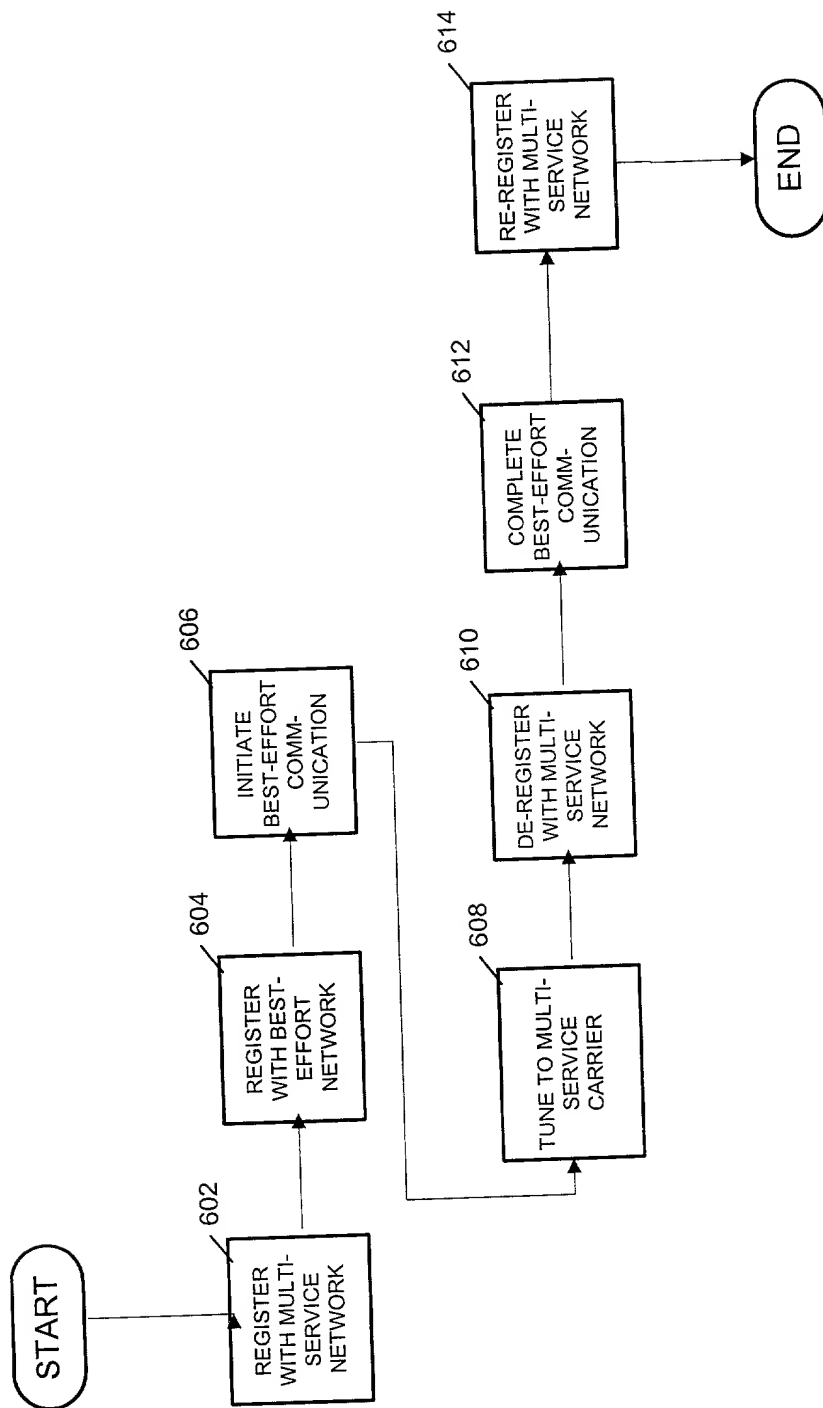 START
602
REGISTER
WITH MULTI-
SERVICE
NETWORK
604
REGISTER
WITH BEST-
EFFORT
NETWORK
606
INITIATE
BEST-EFFORT
COMM-
UNICATION
608
TUNE TO MULTI-
SERVICE
CARRIER
610
DE-REGISTER
WITH MULTI-
SERVICE
NETWORK
612
COMPLETE
BEST-EFFORT
COMM-
UNICATION
614
RE-REGISTER
WITH MULTI-
SERVICE
NETWORK
END